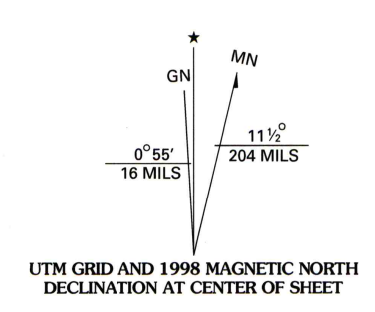 ★
MN
GN
0°55′
16 MILS
11½°
204 MILS
UTM GRID AND 1998 MAGNETIC NORTH
DECLINATION AT CENTER OF SHEET